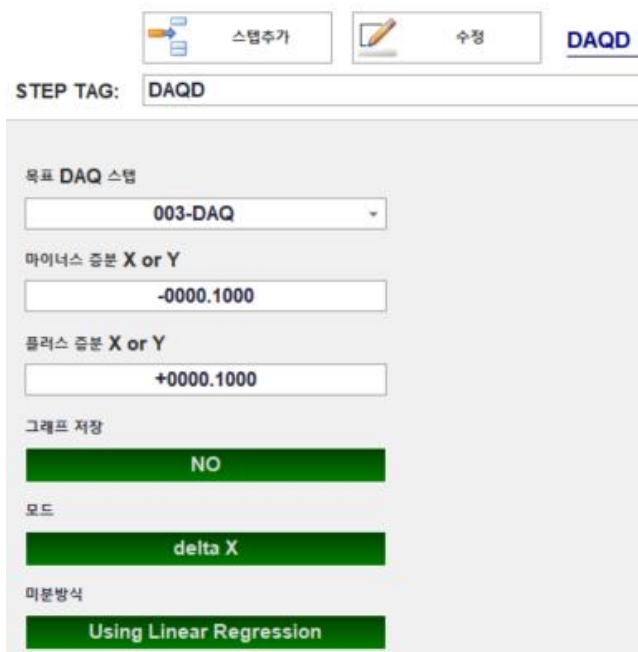 스텝추가 수정 DAQD
STEP TAG: DAQD
목표 DAQ 스텝
003-DAQ
마이너스 증분 X or Y
-0000.1000
플러스 증분 X or Y
+0000.1000
그래프 저장
NO
모드
delta X
미분방식
Using Linear Regression